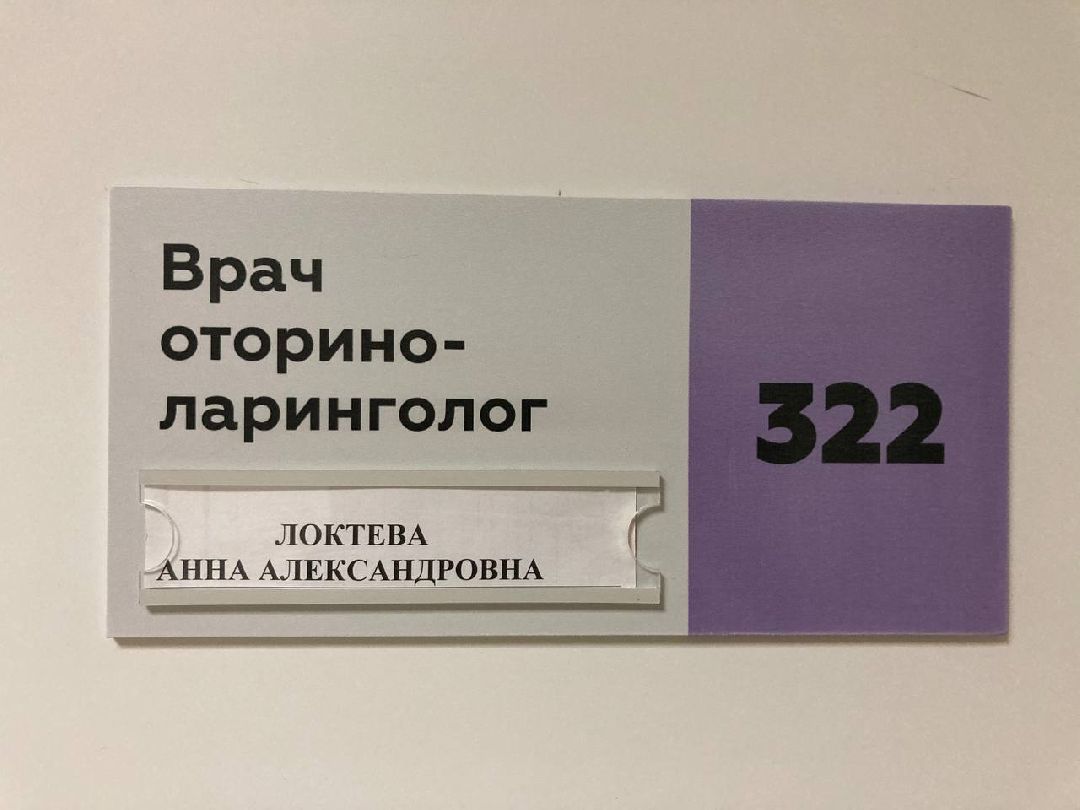 Врач
оторино-
ларинголог
322
ЛОКТЕВА
АННА АЛЕКСАНДРОВНА